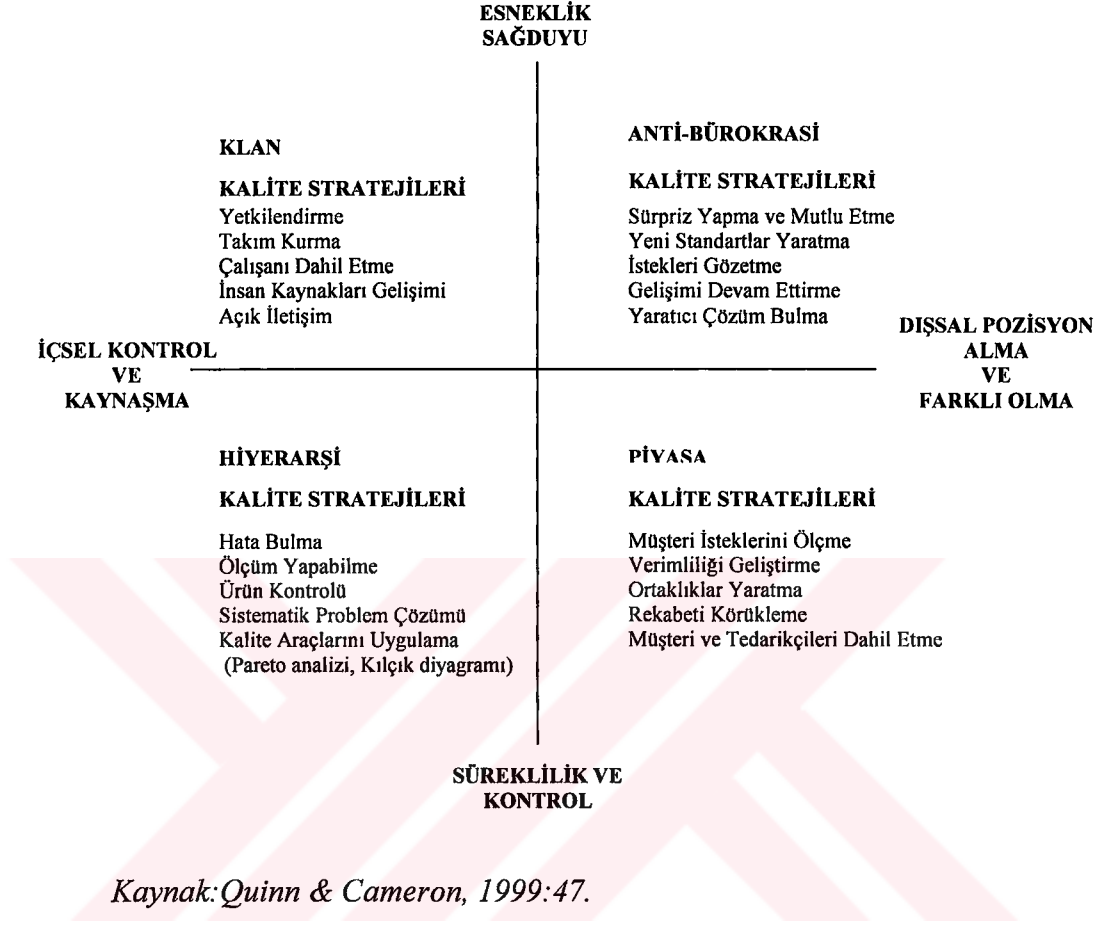 ESNEKLİK
SAĞDUYU
KLAN
KALİTE STRATEJİLERİ
Yetkilendirme
Takım Kurma
Çalışanı Dahil Etme
İnsan Kaynakları Gelişimi
Açık İletişim
ANTİ-BÜROKRASİ
KALİTE STRATEJİLERİ
Sürpriz Yapma ve Mutlu Etme
Yeni Standartlar Yaratma
İstekleri Gözetme
Gelişimi Devam Ettirme
Yaratıcı Çözüm Bulma
İÇSEL KONTROL
VE
KAYNAŞMA
DIŞSAL POZİSYON
ALMA
VE
FARKLI OLMA
HİYERARŞİ
KALİTE STRATEJİLERİ
Hata Bulma
Ölçüm Yapabilme
Ürün Kontrolü
Sistematik Problem Çözümü
Kalite Araçlarını Uygulama
(Pareto analizi, Kılçık diyagramı)
PİYASA
KALİTE STRATEJİLERİ
Müşteri İsteklerini Ölçme
Verimliliği Geliştirme
Ortaklıklar Yaratma
Rekabeti Körükleme
Müşteri ve Tedarikçileri Dahil Etme
SÜREKLİLİK VE
KONTROL
Kaynak:Quinn & Cameron, 1999:47.